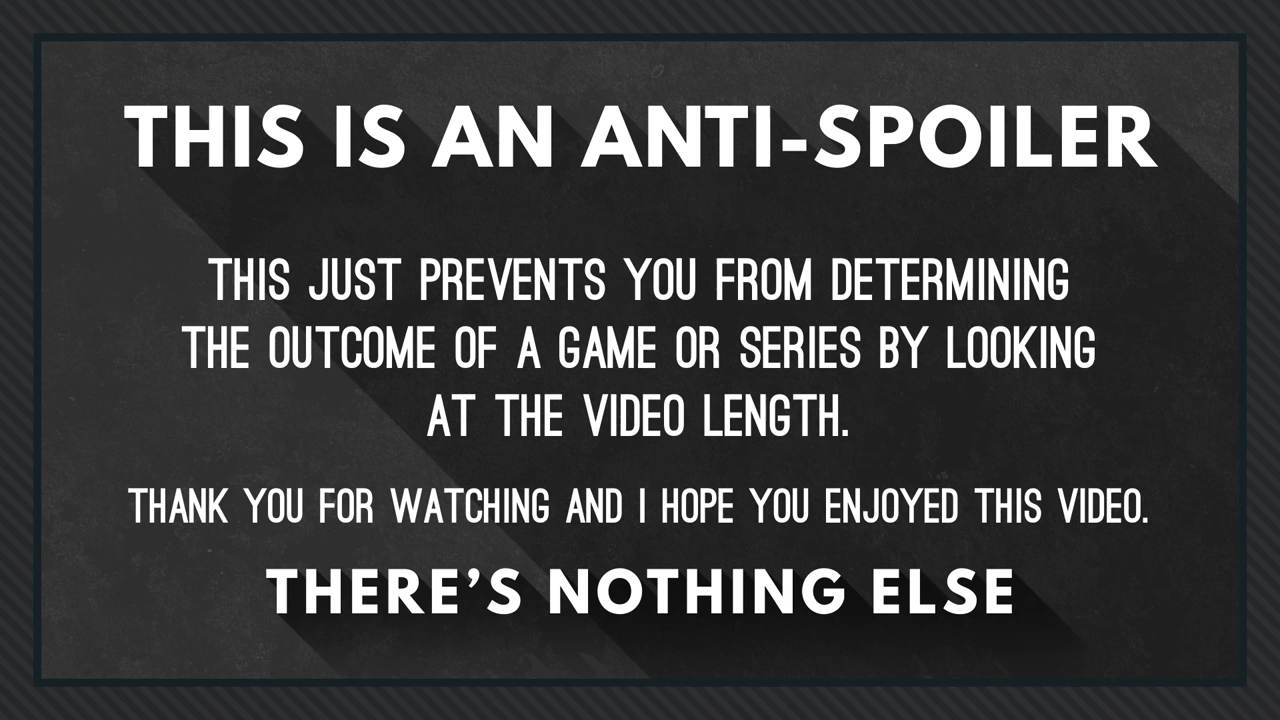 THIS IS AN ANTI-SPOILER
THIS JUST PREVENTS YOU FROM DETERMINING
THE OUTCOME OF A GAME OR SERIES BY LOOKING
AT THE VIDEO LENGTH.
THANK YOU FOR WATCHING AND I HOPE YOU ENJOYED THIS VIDEO.
THERE’S NOTHING ELSE